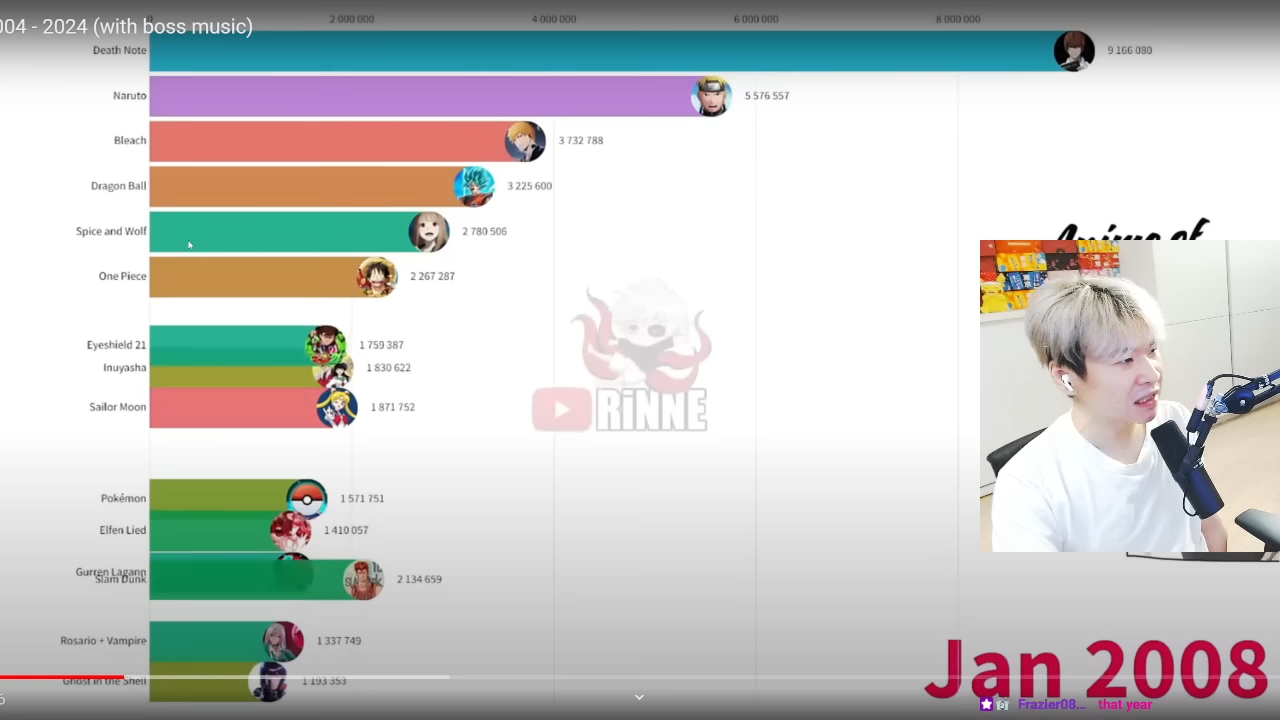 004 - 2024 (with boss music)
0 2 000 000 4 000 000 6 000 000 8 000 000
Death Note 9 166 080
Naruto 5 576 557
Bleach 3 732 788
Dragon Ball 3 225 600
Spice and Wolf 2 780 506
Anime of
One Piece 2 267 287
Eyeshield 21 1 759 387
Inuyasha 1 830 622
Sailor Moon 1 871 752
RiNNE
Pokémon 1 571 751
Elfen Lied 1 410 057
Gurren Lagann
Slam Dunk 2 134 659
Rosario + Vampire 1 337 749
Ghost in the Shell 1 193 353
Jan 2008
Frazier08... that year